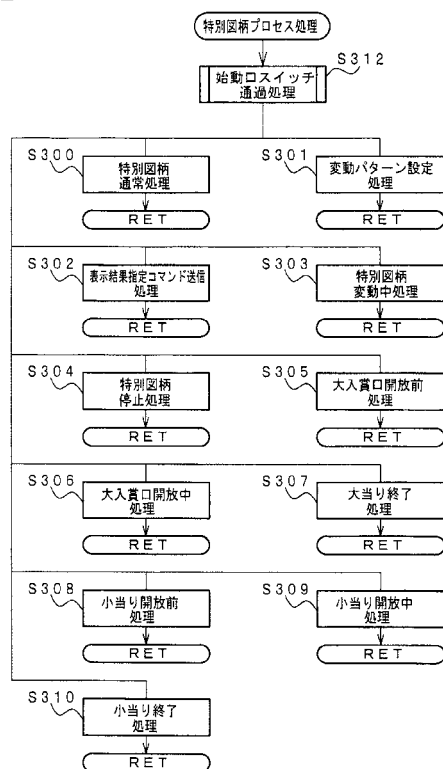 特別図柄プロセス処理
S312
始動口スイッチ
通過処理
S300
特別図柄
通常処理
RET
S301
変動パターン設定
処理
RET
S302
表示結果指定コマンド送信
処理
RET
S303
特別図柄
変動中処理
RET
S304
特別図柄
停止処理
RET
S305
大入賞口開放前
処理
RET
S306
大入賞口開放中
処理
RET
S307
大当り終了
処理
RET
S308
小当り開放前
処理
RET
S309
小当り開放中
処理
RET
S310
小当り終了
処理
RET